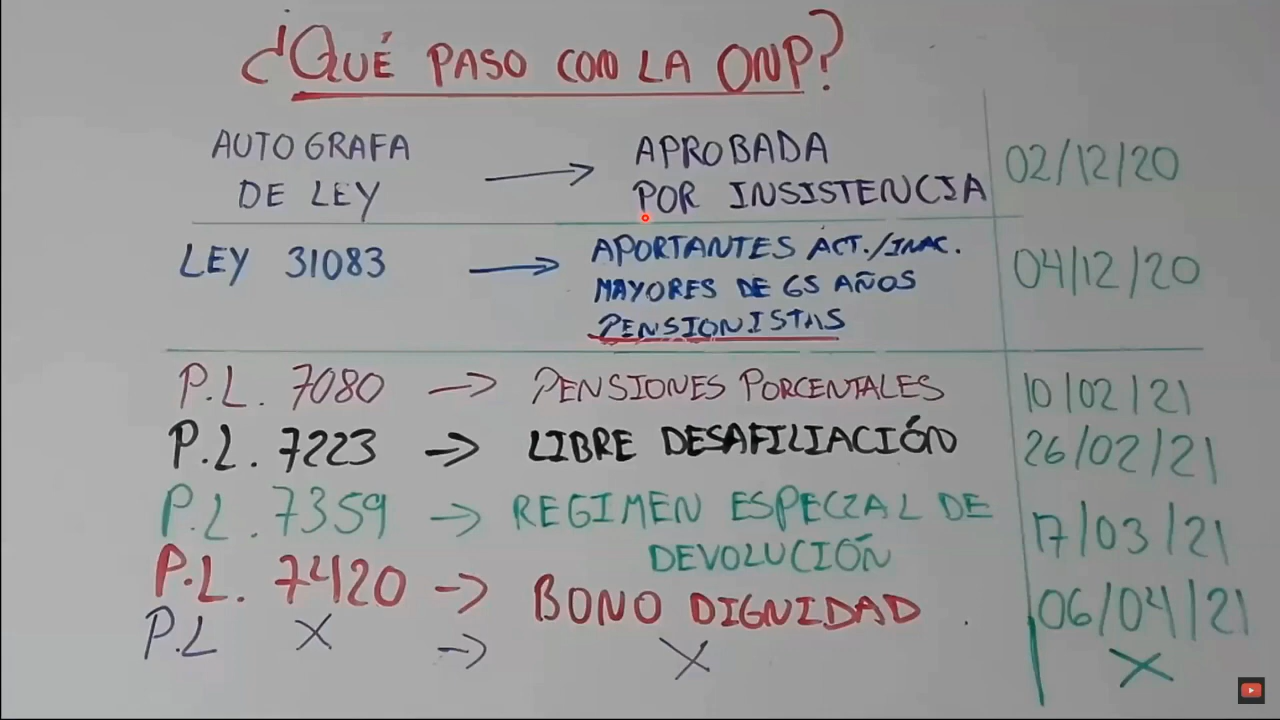 ¿QUÉ PASO CON LA ONP?
AUTOGRAFA DE LEY → APROBADA POR INSISTENCIA 02/12/20
LEY 31083 → APORTANTES ACT./INAC. MAYORES DE 65 AÑOS PENSIONISTAS 04/12/20
P.L. 7080 → PENSIONES PORCENTALES 10/02/21
P.L. 7223 → LIBRE DESAFILIACIÓN 26/02/21
P.L. 7359 → REGIMEN ESPECIAL DE DEVOLUCIÓN 17/03/21
P.L. 7420 → BONO DIGNIDAD 06/04/21
P.L X → X X